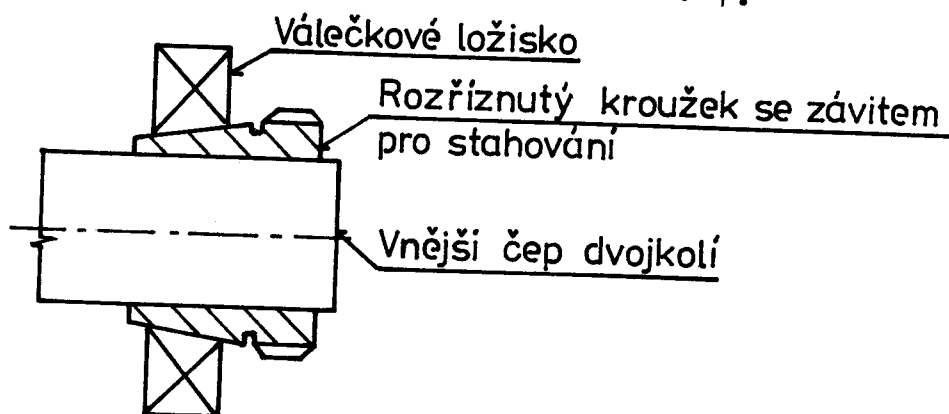 Válečkové ložisko
Rozříznutý kroužek se závitem
pro stahování
Vnější čep dvojkolí